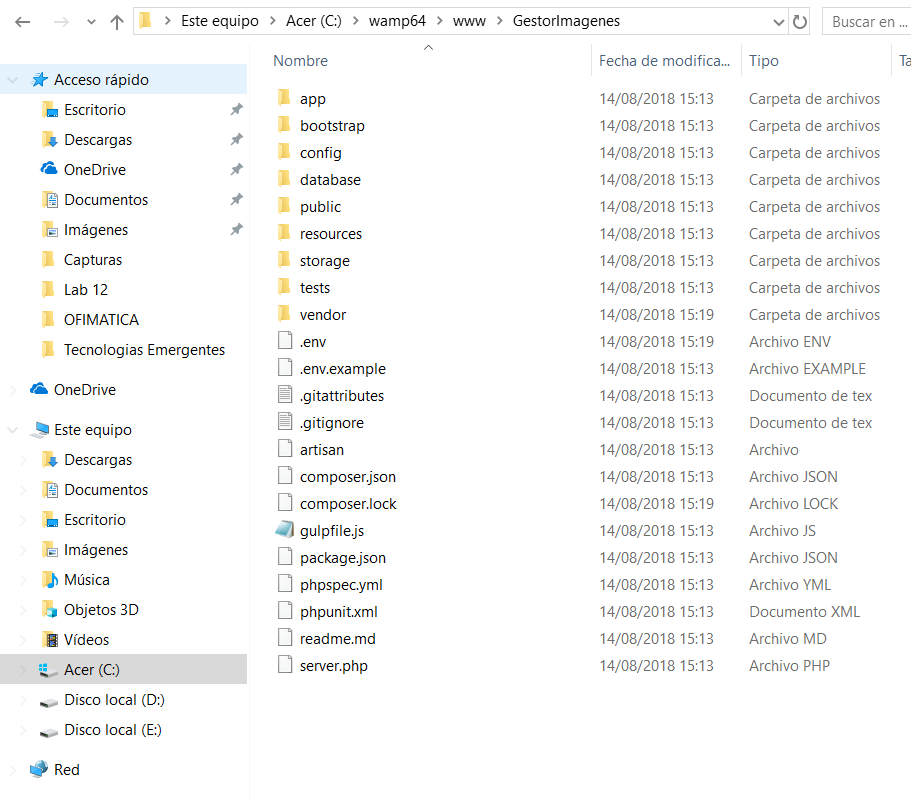 Este equipo > Acer (C:) > wamp64 > www > GestorImagenes
Buscar en ...
Acceso rápido
Escritorio
Descargas
OneDrive
Documentos
Imágenes
Capturas
Lab 12
OFIMATICA
Tecnologias Emergentes
OneDrive
Este equipo
Descargas
Documentos
Escritorio
Imágenes
Música
Objetos 3D
Vídeos
Acer (C:)
Disco local (D:)
Disco local (E:)
Red
Nombre Fecha de modifica... Tipo Ta
app 14/08/2018 15:13 Carpeta de archivos
bootstrap 14/08/2018 15:13 Carpeta de archivos
config 14/08/2018 15:13 Carpeta de archivos
database 14/08/2018 15:13 Carpeta de archivos
public 14/08/2018 15:13 Carpeta de archivos
resources 14/08/2018 15:13 Carpeta de archivos
storage 14/08/2018 15:13 Carpeta de archivos
tests 14/08/2018 15:13 Carpeta de archivos
vendor 14/08/2018 15:19 Carpeta de archivos
.env 14/08/2018 15:19 Archivo ENV
.env.example 14/08/2018 15:13 Archivo EXAMPLE
.gitattributes 14/08/2018 15:13 Documento de tex
.gitignore 14/08/2018 15:13 Documento de tex
artisan 14/08/2018 15:13 Archivo
composer.json 14/08/2018 15:13 Archivo JSON
composer.lock 14/08/2018 15:19 Archivo LOCK
gulpfile.js 14/08/2018 15:13 Archivo JS
package.json 14/08/2018 15:13 Archivo JSON
phpspec.yml 14/08/2018 15:13 Archivo YML
phpunit.xml 14/08/2018 15:13 Documento XML
readme.md 14/08/2018 15:13 Archivo MD
server.php 14/08/2018 15:13 Archivo PHP